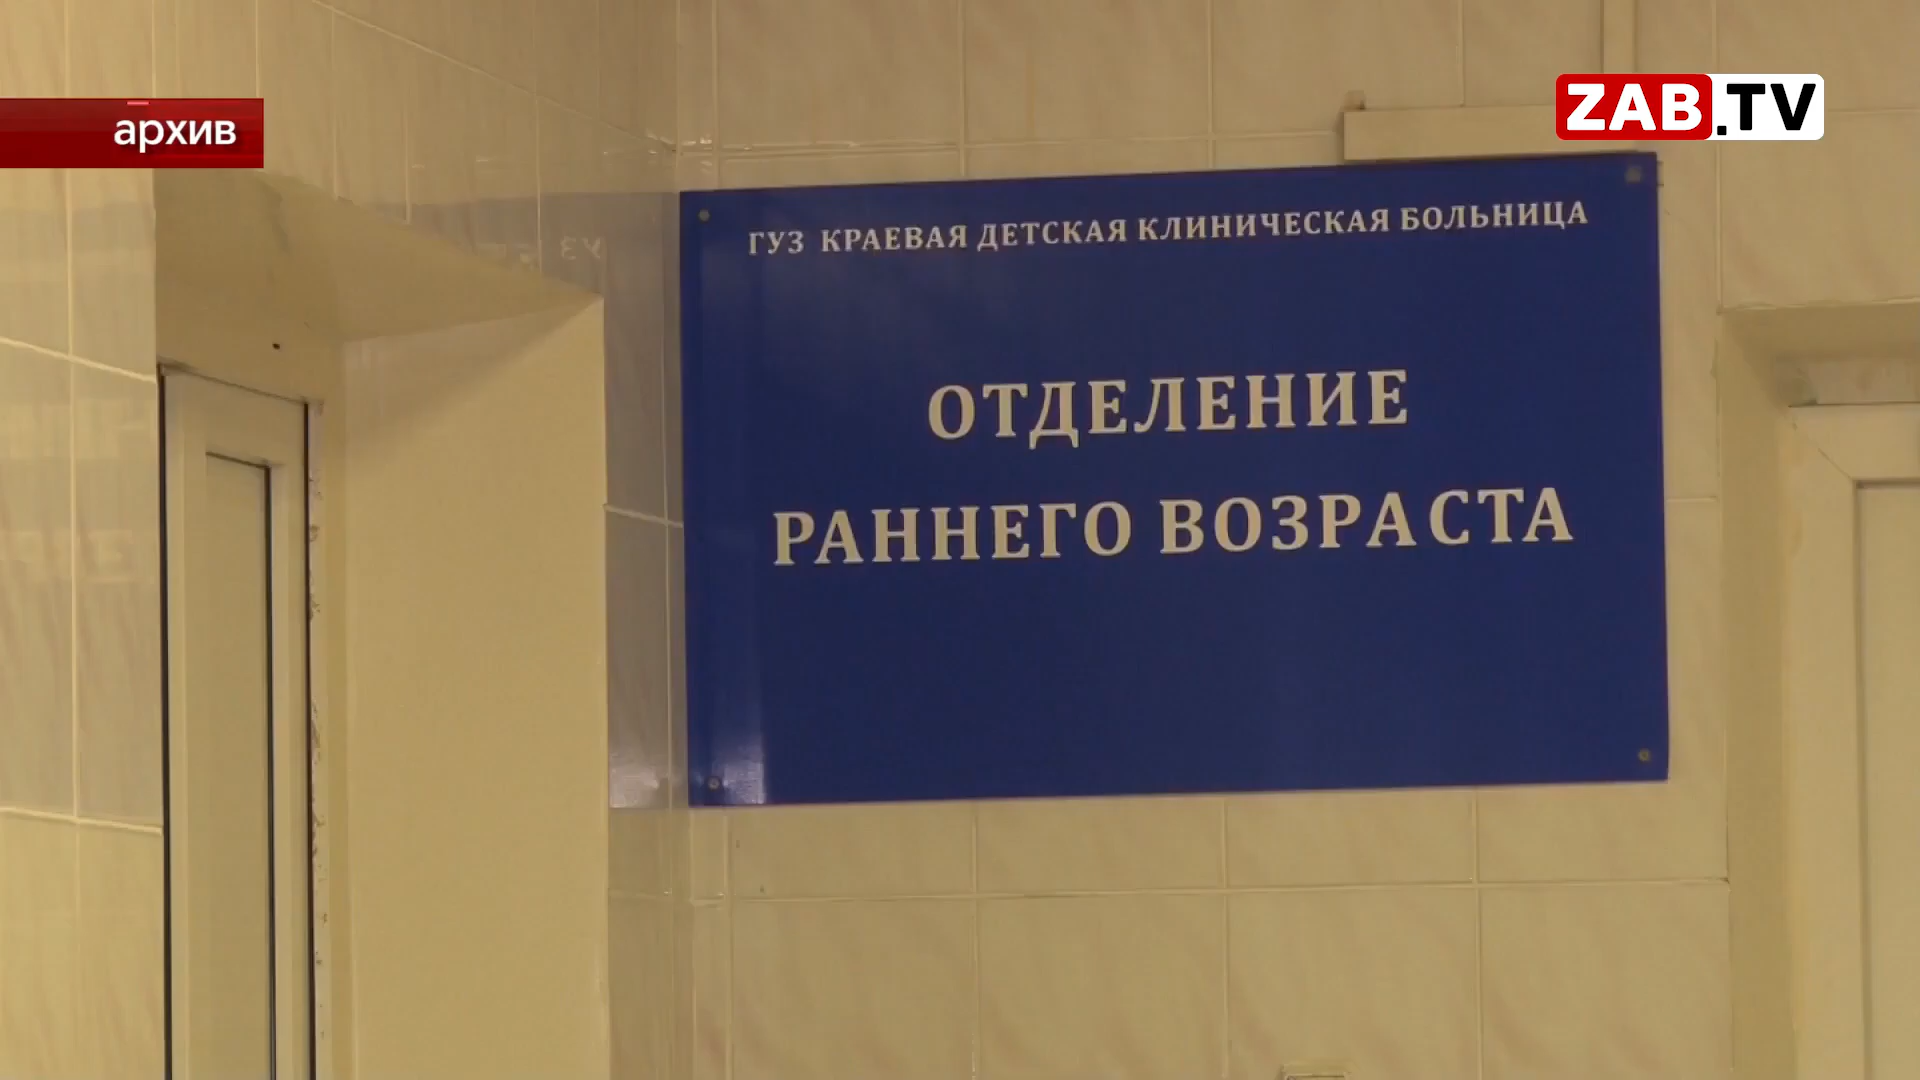 архив
ZAB.TV
ГУЗ КРАЕВАЯ ДЕТСКАЯ КЛИНИЧЕСКАЯ БОЛЬНИЦА
ОТДЕЛЕНИЕ
РАННЕГО ВОЗРАСТА